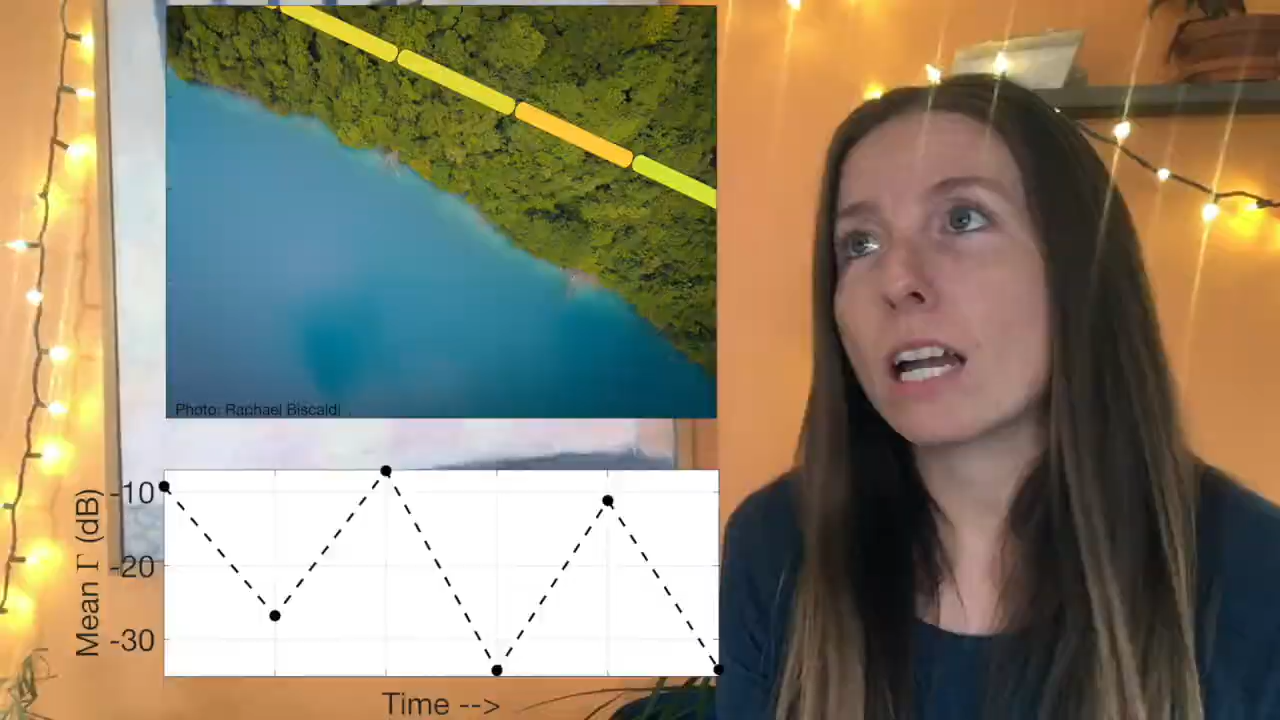 Photo: Raphael Biscaldi
-10
-20
-30
Mean Γ (dB)
Time -->